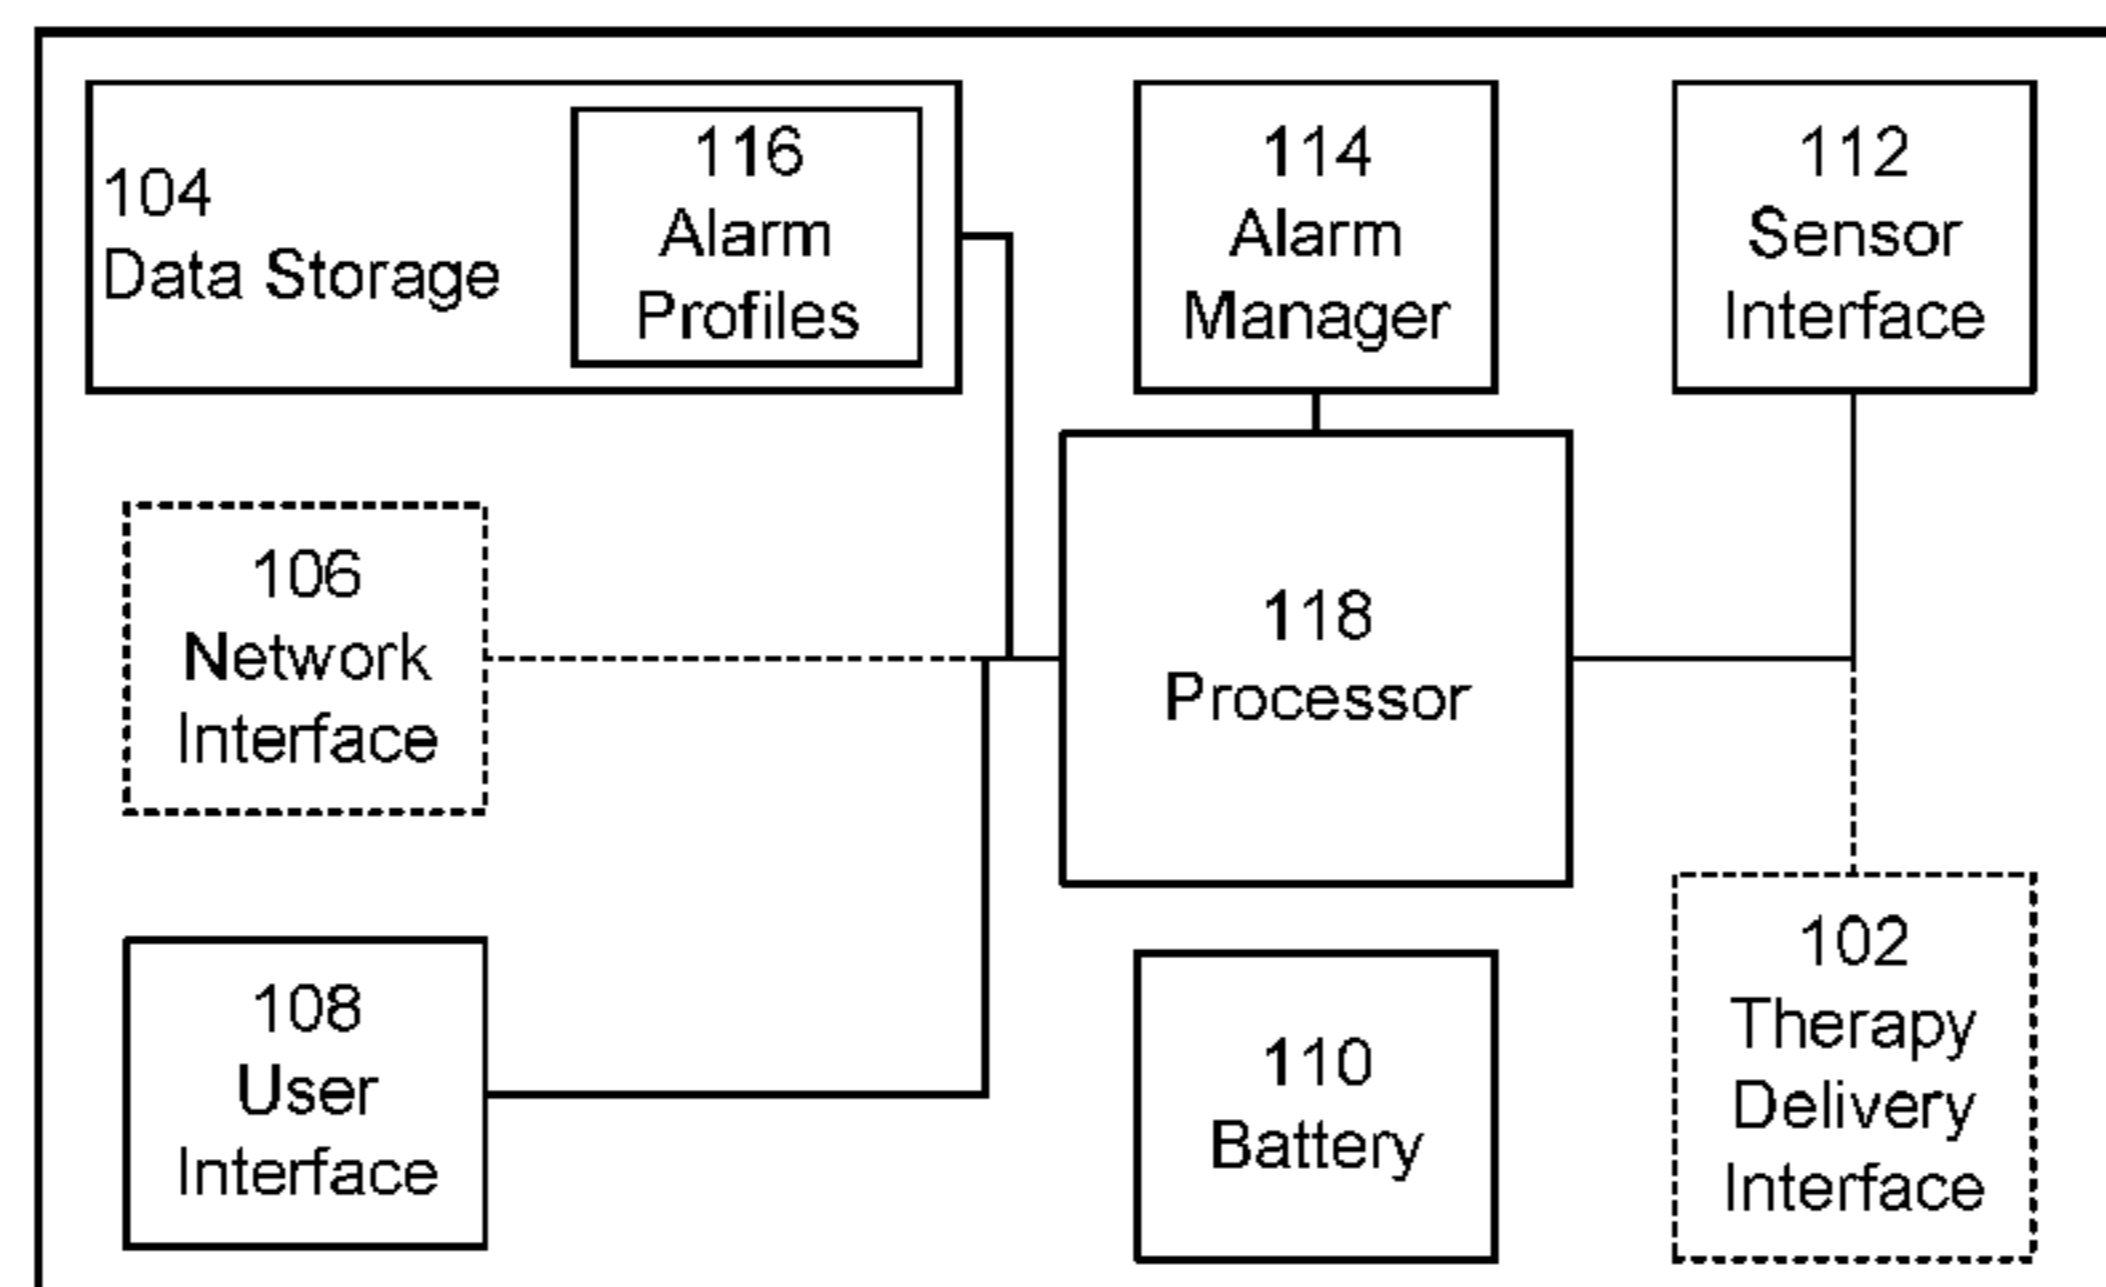 104
Data Storage
116
Alarm
Profiles
114
Alarm
Manager
112
Sensor
Interface
106
Network
Interface
118
Processor
108
User
Interface
110
Battery
102
Therapy
Delivery
Interface